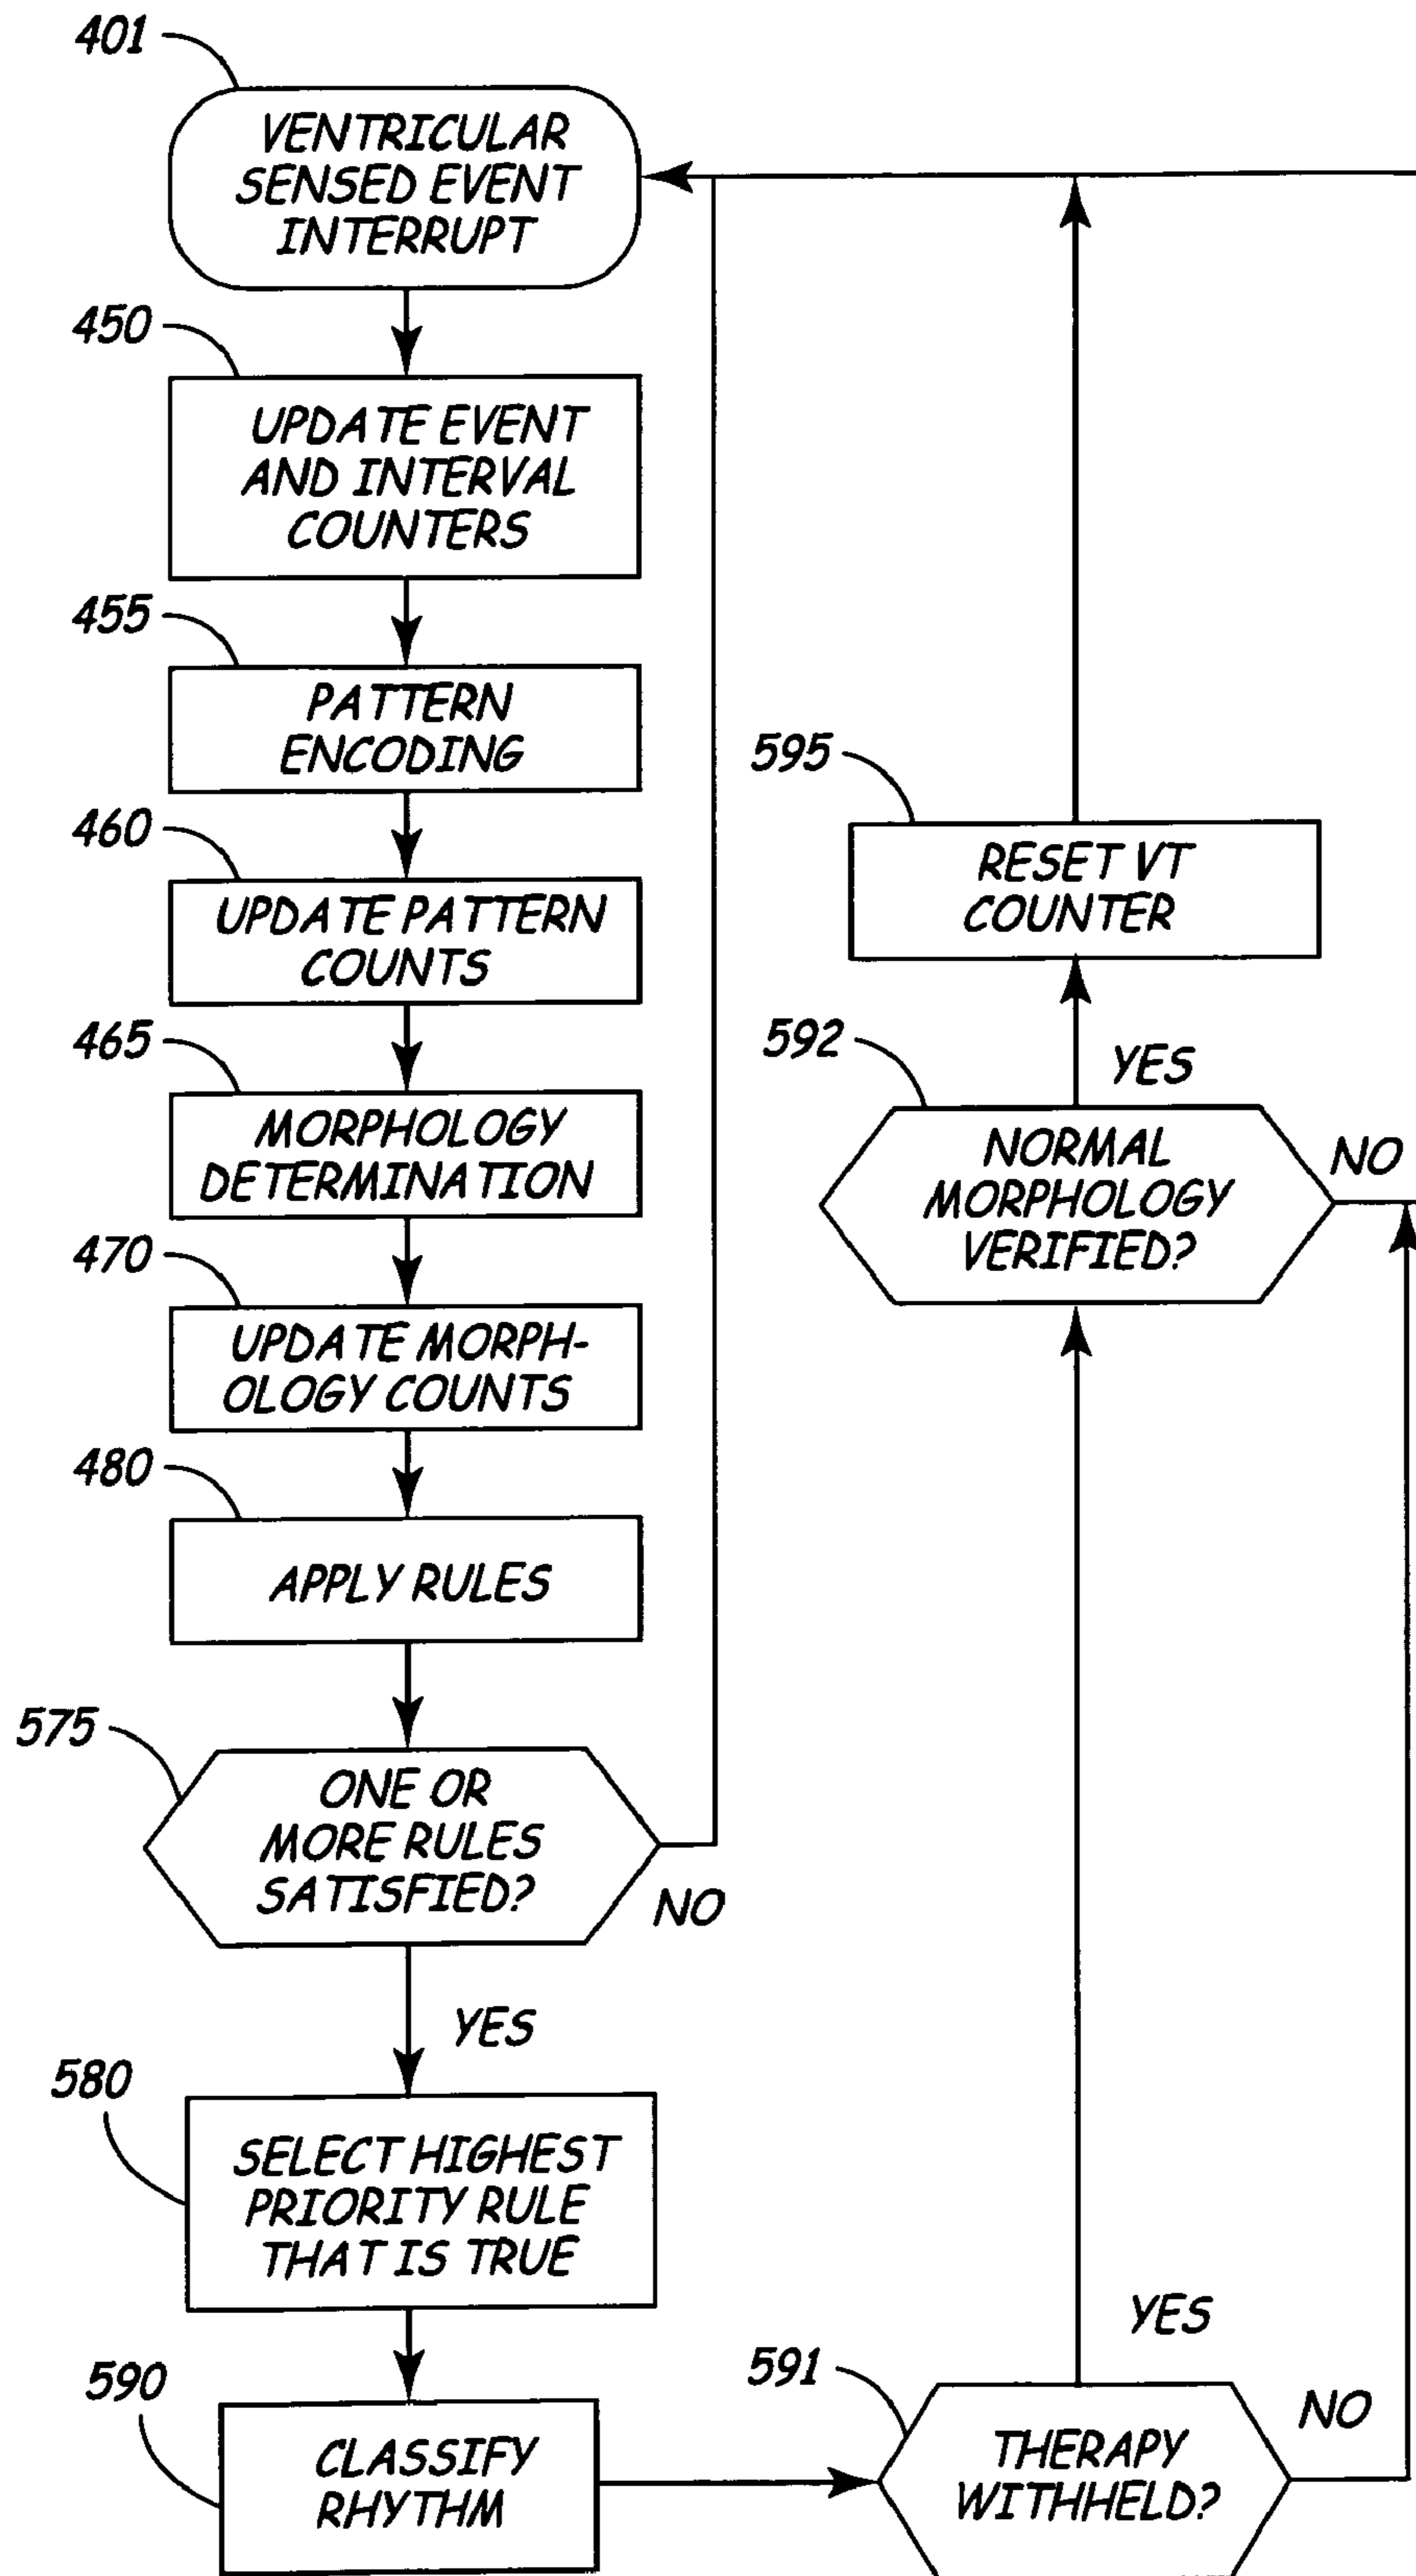 401
VENTRICULAR
SENSED EVENT
INTERRUPT
450
UPDATE EVENT
AND INTERVAL
COUNTERS
455
PATTERN
ENCODING
460
UPDATE PATTERN
COUNTS
465
MORPHOLOGY
DETERMINATION
470
UPDATE MORPH-
OLOGY COUNTS
480
APPLY RULES
575
ONE OR
MORE RULES
SATISFIED?
NO
YES
580
SELECT HIGHEST
PRIORITY RULE
THAT IS TRUE
590
CLASSIFY
RHYTHM
591
THERAPY
WITHHELD?
NO
YES
592
NORMAL
MORPHOLOGY
VERIFIED?
NO
YES
595
RESET VT
COUNTER